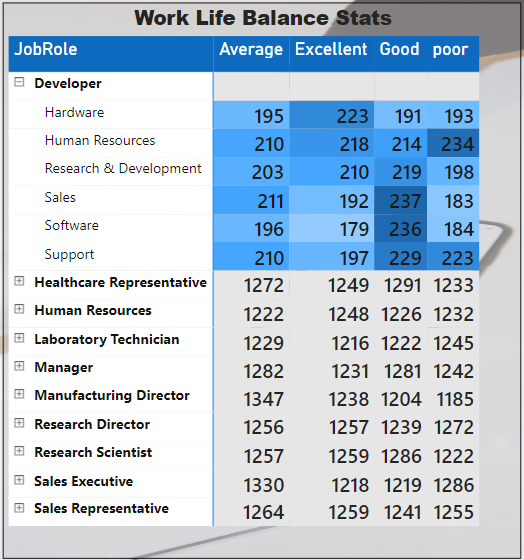 Work Life Balance Stats
JobRole Average Excellent Good poor
Developer
Hardware 195 223 191 193
Human Resources 210 218 214 234
Research & Development 203 210 219 198
Sales 211 192 237 183
Software 196 179 236 184
Support 210 197 229 223
Healthcare Representative 1272 1249 1291 1233
Human Resources 1222 1248 1226 1232
Laboratory Technician 1229 1216 1222 1245
Manager 1282 1231 1281 1242
Manufacturing Director 1347 1238 1204 1185
Research Director 1256 1257 1239 1272
Research Scientist 1257 1259 1286 1222
Sales Executive 1330 1218 1219 1286
Sales Representative 1264 1259 1241 1255